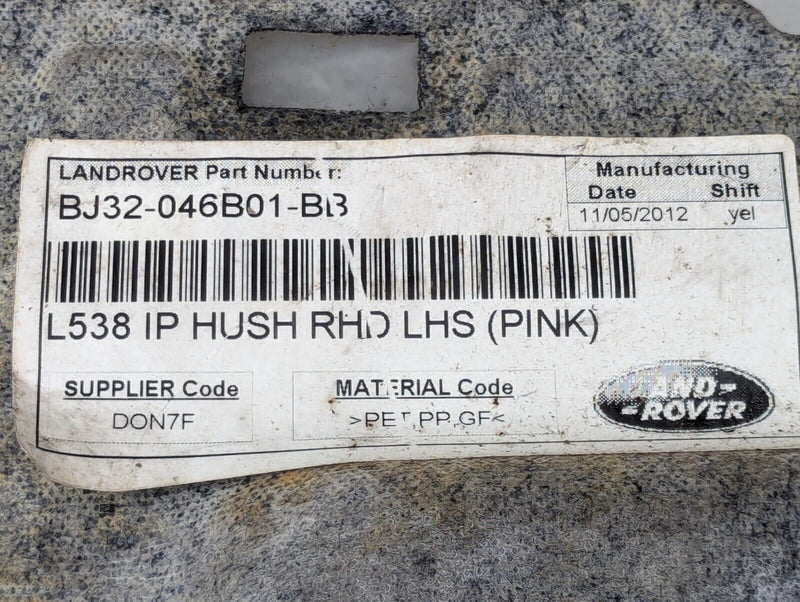 LANDROVER Part Number:
BJ32-046B01-BB
Manufacturing
Date Shift
11/05/2012 yel
L538 IP HUSH RHD LHS (PINK)
SUPPLIER Code
DON7F
MATERIAL Code
>PET,PP,GF<
LAND-
-ROVER